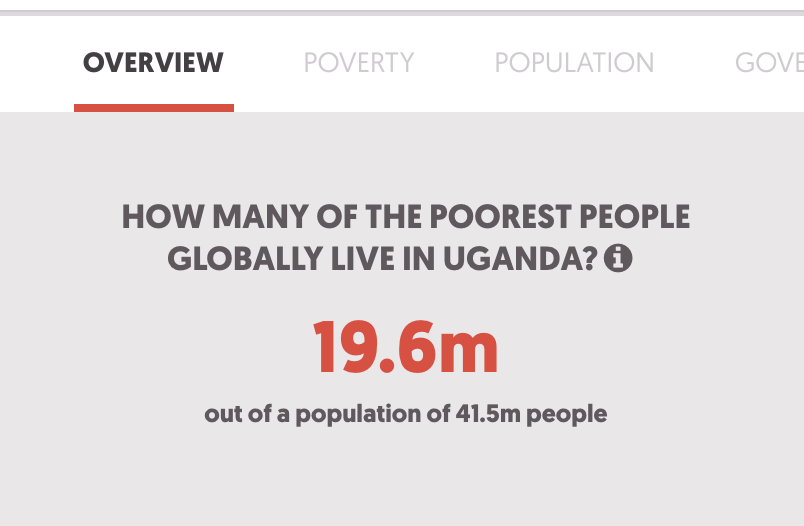 OVERVIEW POVERTY POPULATION
HOW MANY OF THE POOREST PEOPLE
GLOBALLY LIVE IN UGANDA?
19.6m
out of a population of 41.5m people